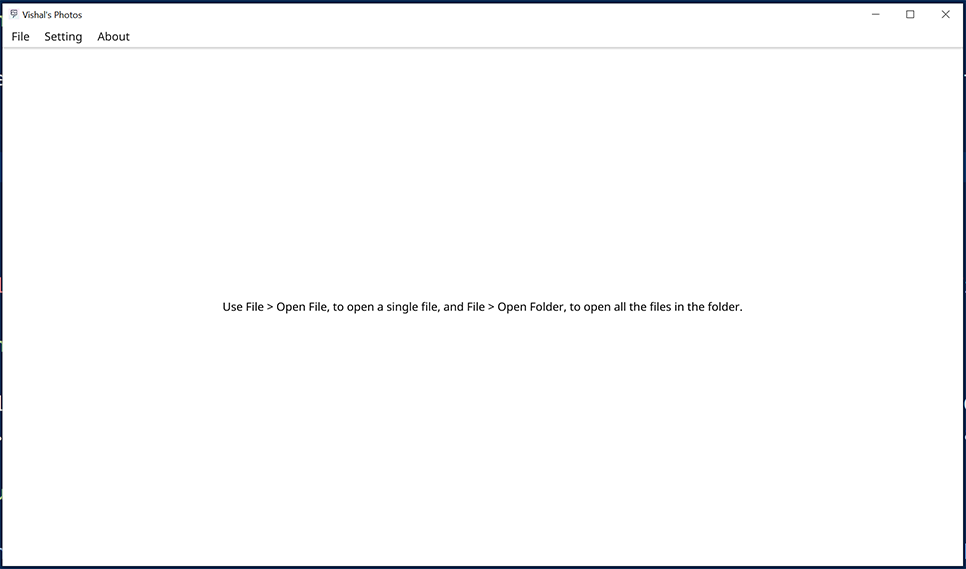 Vishal's Photos
File Setting About
Use File > Open File, to open a single file, and File > Open Folder, to open all the files in the folder.